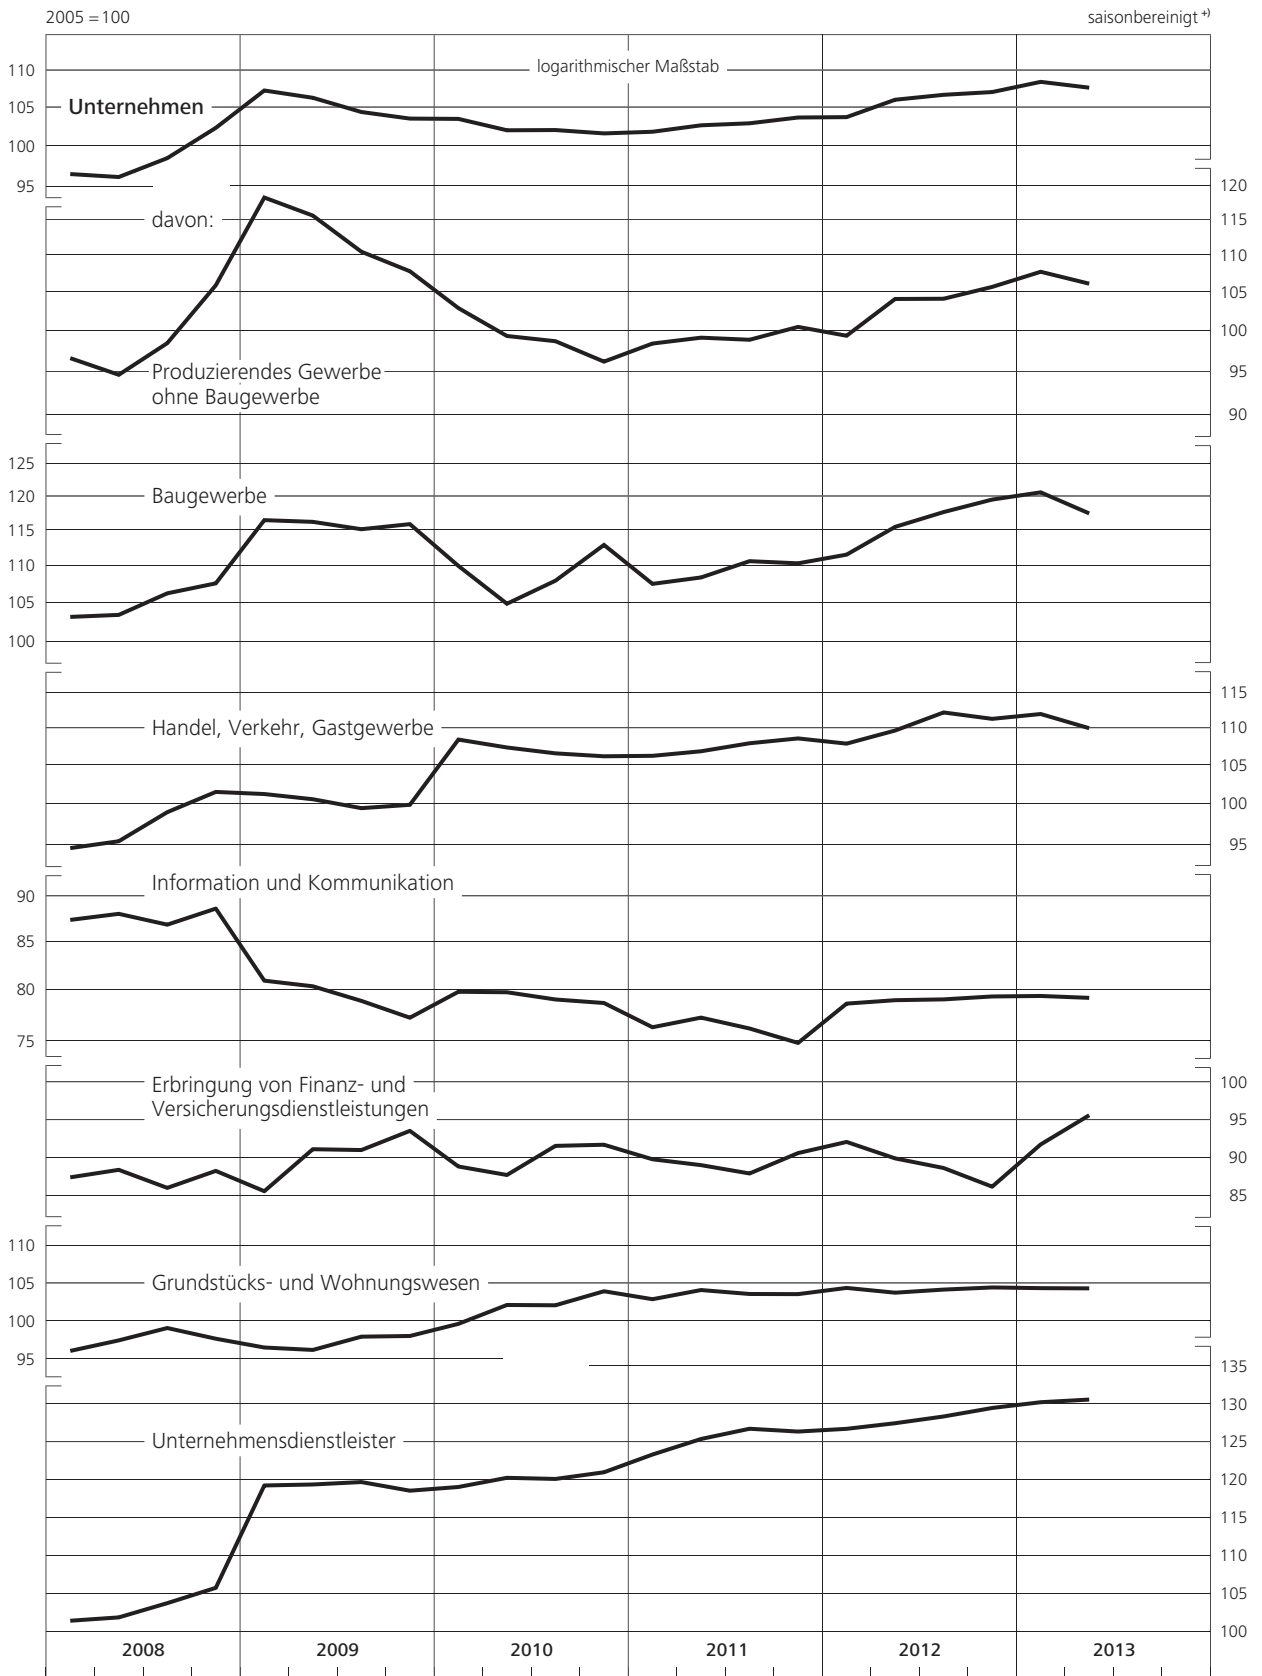 2005 = 100
saisonbereinigt +)
logarithmischer Maßstab
110
105
100
95
Unternehmen
120
115
110
105
100
95
90
davon:
Produzierendes Gewerbe
ohne Baugewerbe
125
120
115
110
105
100
Baugewerbe
115
110
105
100
95
Handel, Verkehr, Gastgewerbe
Information und Kommunikation
90
85
80
75
Erbringung von Finanz- und
Versicherungsdienstleistungen
100
95
90
85
110
105
100
95
Grundstücks- und Wohnungswesen
135
130
125
120
115
110
105
100
Unternehmensdienstleister
2008 2009 2010 2011 2012 2013